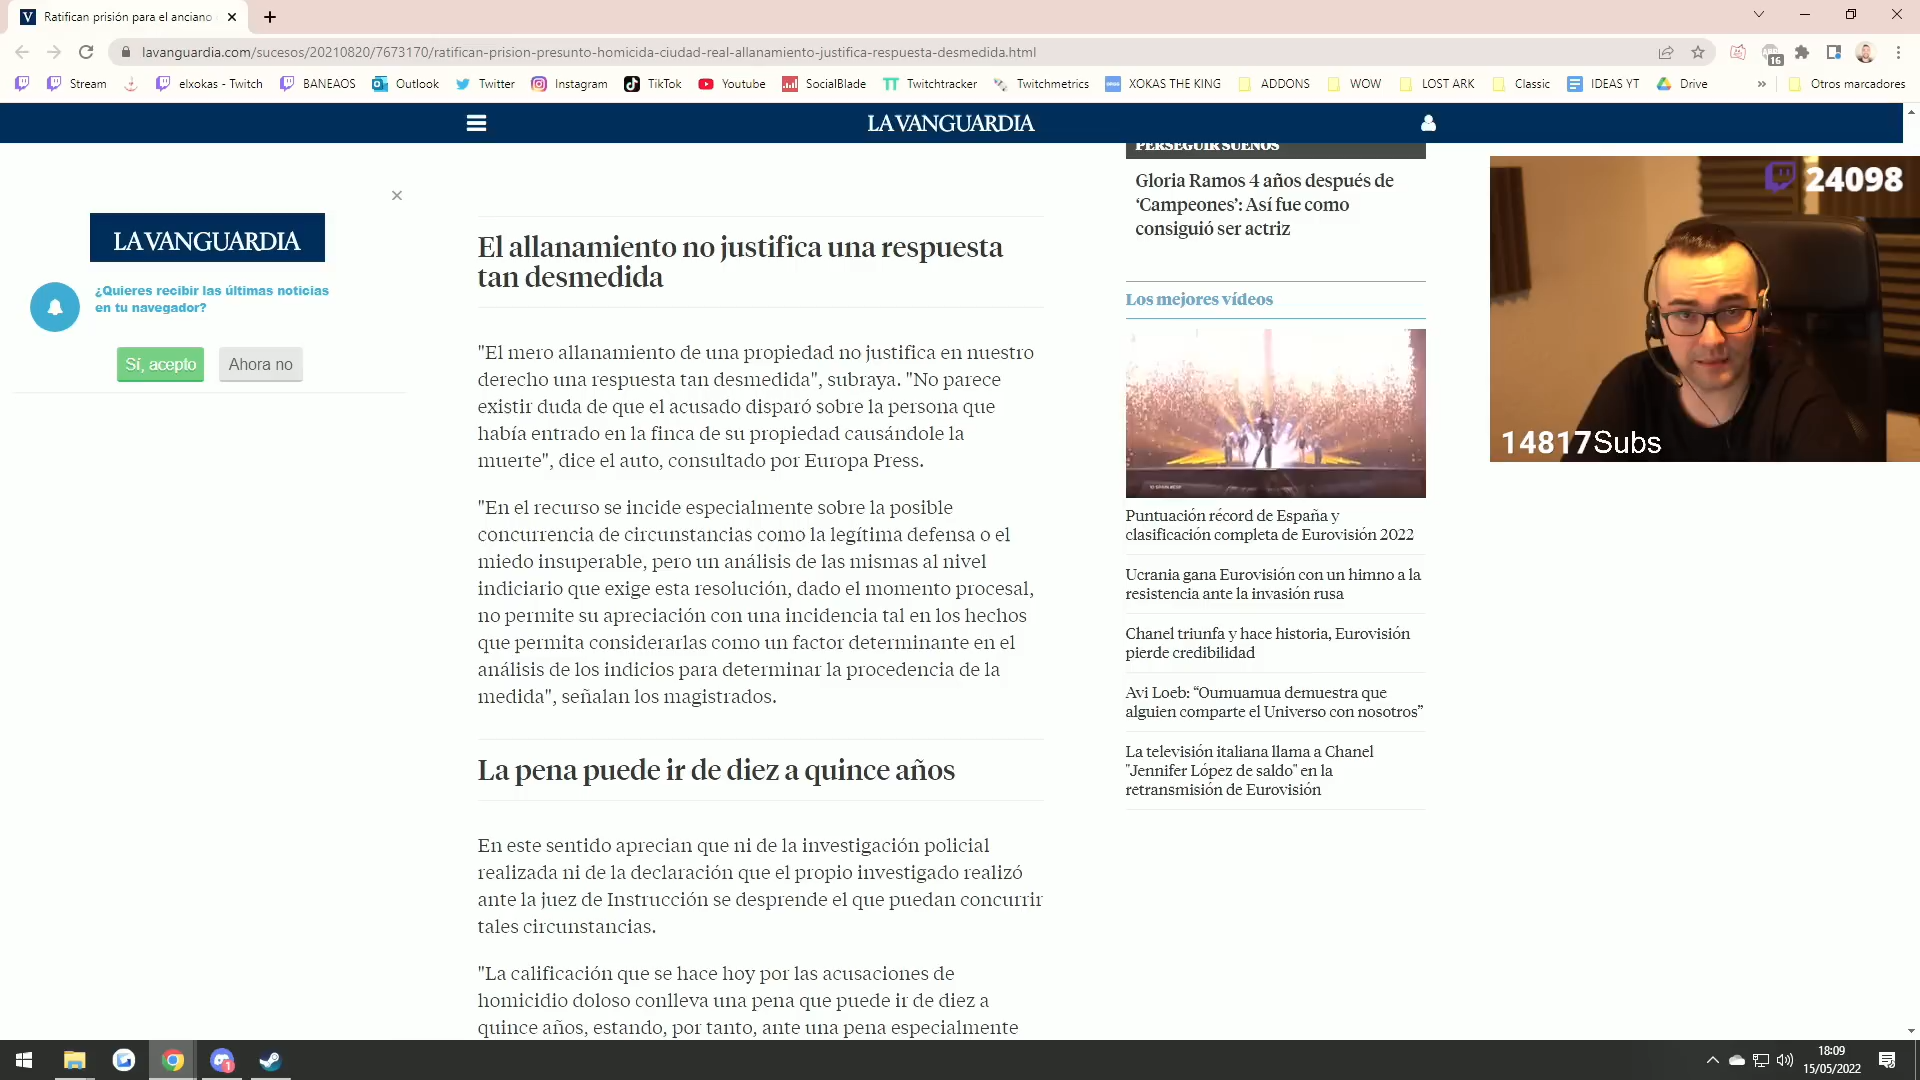 Ratifican prisión para el anciano
lavanguardia.com/sucesos/20210820/7673170/ratifican-prision-presunto-homicida-ciudad-real-allanamiento-justifica-respuesta-desmedida.html
16
Stream
elxokas - Twitch
BANEAOS
Outlook
Twitter
Instagram
TikTok
Youtube
SocialBlade
Twitchtracker
Twitchmetrics
XOKAS THE KING
ADDONS
WOW
LOST ARK
Classic
IDEAS YT
Drive
Otros marcadores
LA VANGUARDIA
LA VANGUARDIA
¿Quieres recibir las últimas noticias
en tu navegador?
Sí, acepto
Ahora no
El allanamiento no justifica una respuesta
tan desmedida
"El mero allanamiento de una propiedad no justifica en nuestro
derecho una respuesta tan desmedida", subraya. "No parece
existir duda de que el acusado disparó sobre la persona que
había entrado en la finca de su propiedad causándole la
muerte", dice el auto, consultado por Europa Press.
"En el recurso se incide especialmente sobre la posible
concurrencia de circunstancias como la legítima defensa o el
miedo insuperable, pero un análisis de las mismas al nivel
indiciario que exige esta resolución, dado el momento procesal,
no permite su apreciación con una incidencia tal en los hechos
que permita considerarlas como un factor determinante en el
análisis de los indicios para determinar la procedencia de la
medida", señalan los magistrados.
La pena puede ir de diez a quince años
En este sentido aprecian que ni de la investigación policial
realizada ni de la declaración que el propio investigado realizó
ante la juez de Instrucción se desprende el que puedan concurrir
tales circunstancias.
"La calificación que se hace hoy por las acusaciones de
homicidio doloso conlleva una pena que puede ir de diez a
quince años, estando, por tanto, ante una pena especialmente
PERSEGUIR SUEÑOS
Gloria Ramos 4 años después de
‘Campeones’: Así fue como
consiguió ser actriz
Los mejores vídeos
Puntuación récord de España y
clasificación completa de Eurovisión 2022
Ucrania gana Eurovisión con un himno a la
resistencia ante la invasión rusa
Chanel triunfa y hace historia, Eurovisión
pierde credibilidad
Avi Loeb: “Oumuamua demuestra que
alguien comparte el Universo con nosotros”
La televisión italiana llama a Chanel
"Jennifer López de saldo" en la
retransmisión de Eurovisión
24098
14817Subs
1
18:09
15/05/2022